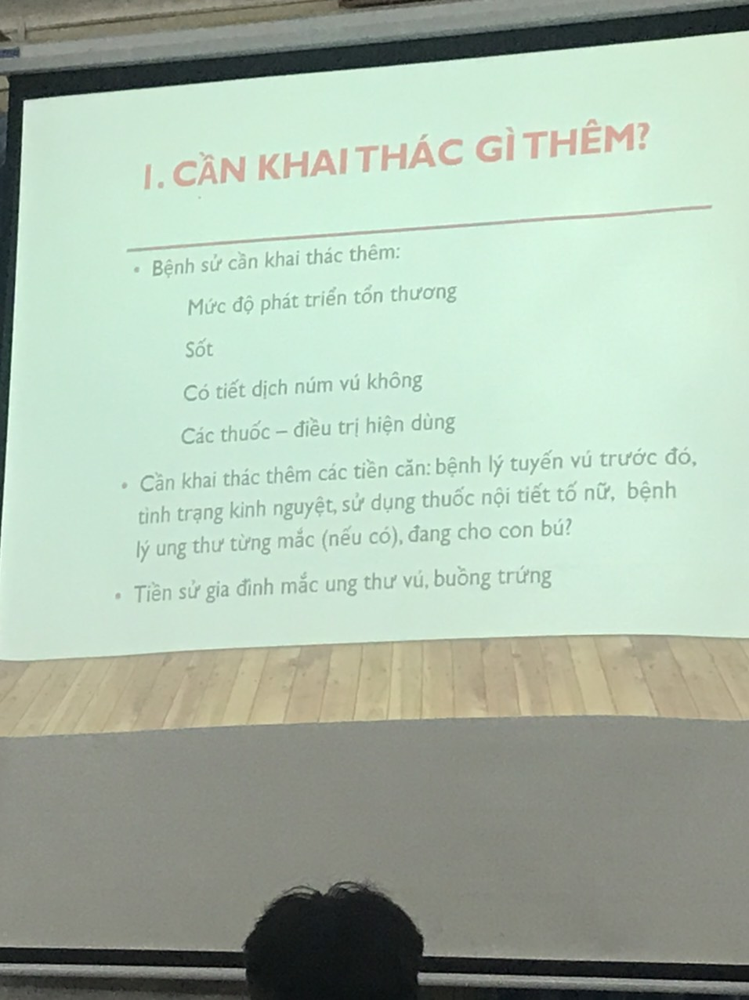 1. CẦN KHAI THÁC GÌ THÊM?
• Bệnh sử cần khai thác thêm:
Mức độ phát triển tổn thương
Sốt
Có tiết dịch núm vú không
Các thuốc – điều trị hiện dùng
• Cần khai thác thêm các tiền căn: bệnh lý tuyến vú trước đó,
tình trạng kinh nguyệt, sử dụng thuốc nội tiết tố nữ, bệnh
lý ung thư từng mắc (nếu có), đang cho con bú?
• Tiền sử gia đình mắc ung thư vú, buồng trứng